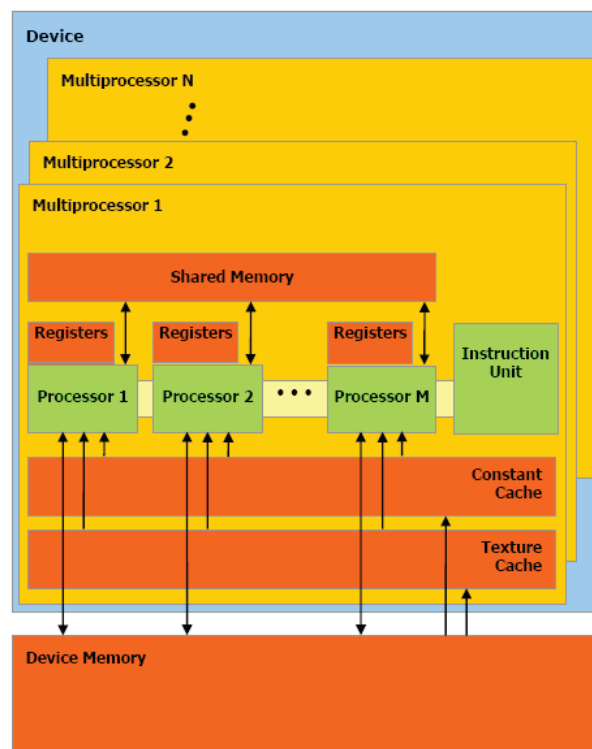 Device
Multiprocessor N
Multiprocessor 2
Multiprocessor 1
Shared Memory
Registers
Registers
Registers
Instruction
Unit
Processor 1
Processor 2
Processor M
Constant
Cache
Texture
Cache
Device Memory